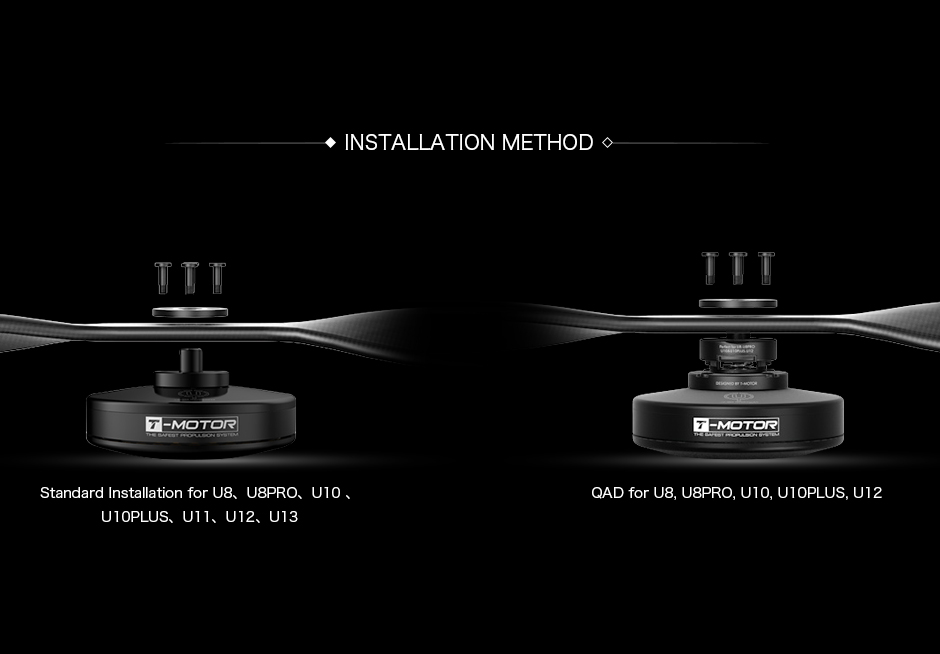 INSTALLATION METHOD
T-MOTOR
THE SAFEST PROPULSION SYSTEM
Standard Installation for U8、U8PRO、U10 、
U10PLUS、U11、U12、U13
DESIGNED BY T-MOTOR
T-MOTOR
THE SAFEST PROPULSION SYSTEM
QAD for U8, U8PRO, U10, U10PLUS, U12